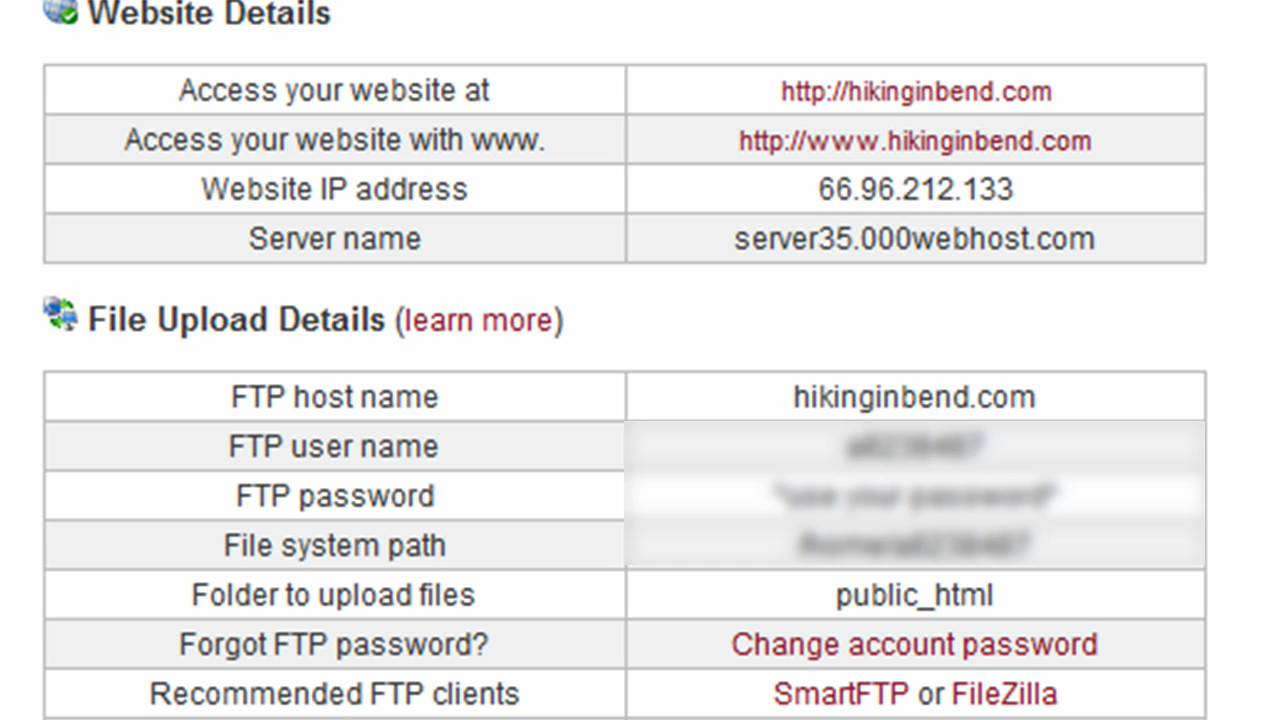 Website Details
Access your website at http://hikinginbend.com
Access your website with www. http://www.hikinginbend.com
Website IP address 66.96.212.133
Server name server35.000webhost.com
File Upload Details (learn more)
FTP host name hikinginbend.com
FTP user name
FTP password
File system path
Folder to upload files public_html
Forgot FTP password? Change account password
Recommended FTP clients SmartFTP or FileZilla